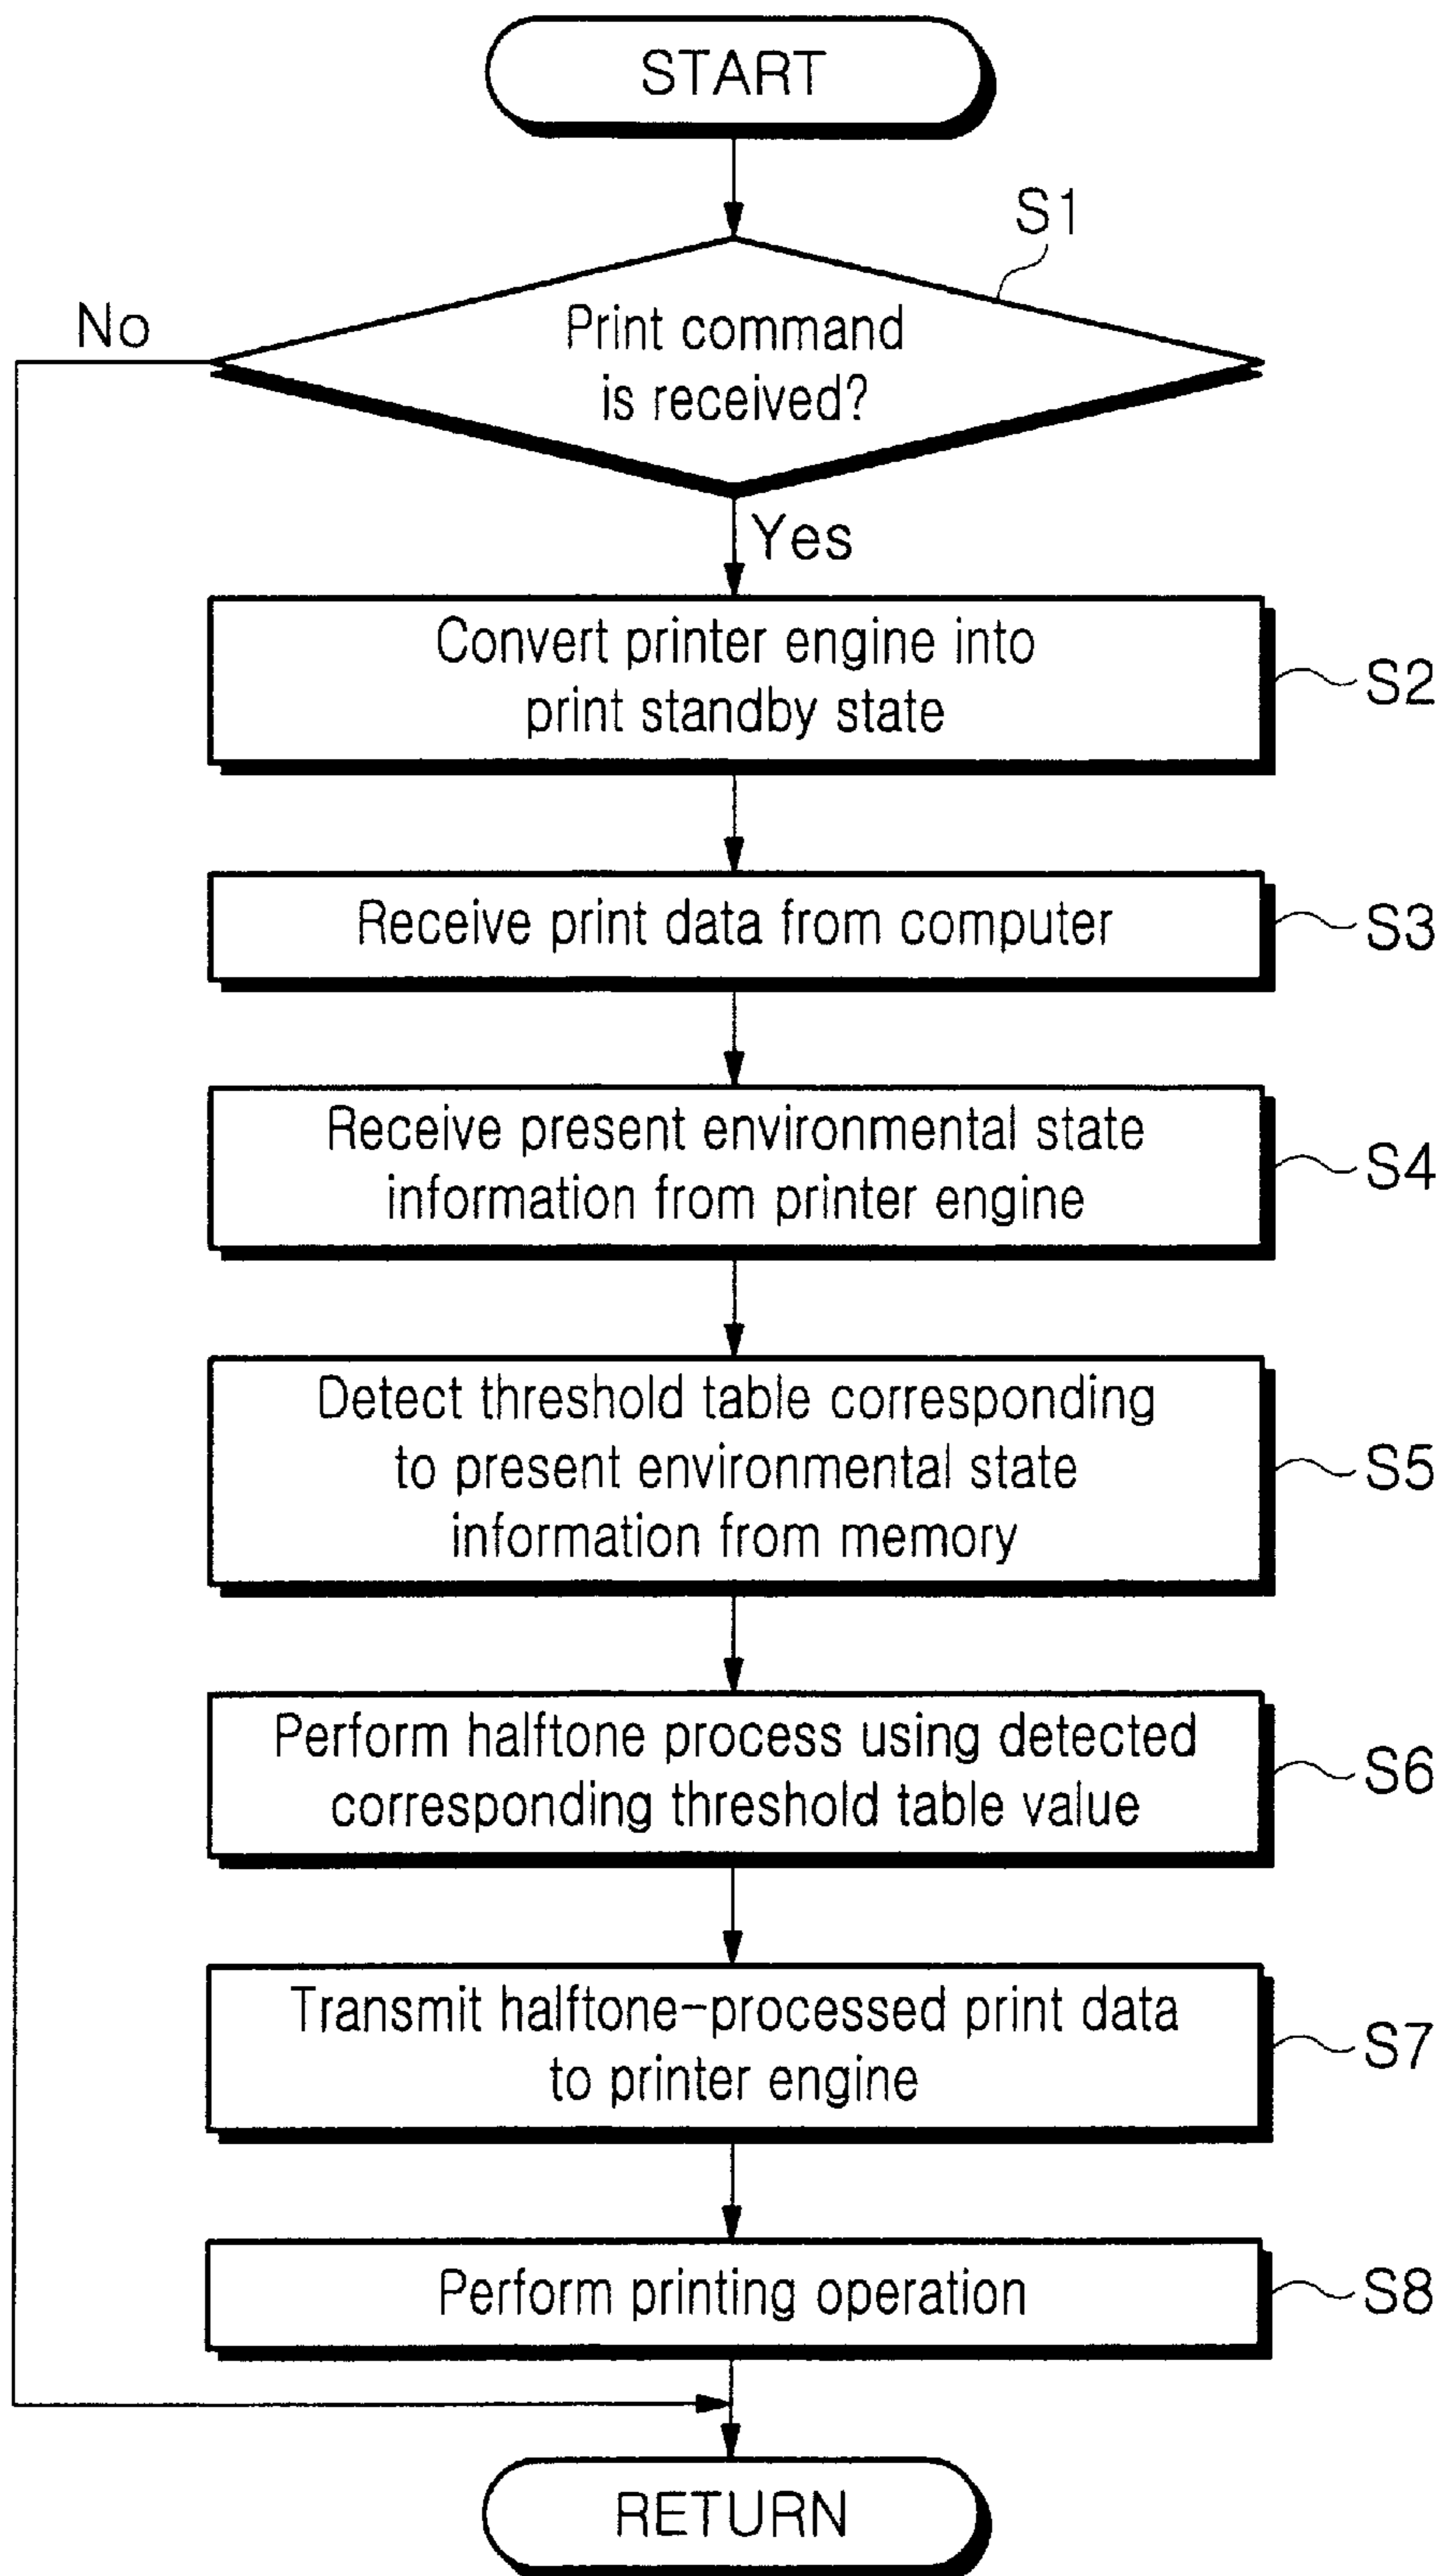 START
S1
No
Print command
is received?
Yes
Convert printer engine into
print standby state
S2
Receive print data from computer
S3
Receive present environmental state
information from printer engine
S4
Detect threshold table corresponding
to present environmental state
information from memory
S5
Perform halftone process using detected
corresponding threshold table value
S6
Transmit halftone-processed print data
to printer engine
S7
Perform printing operation
S8
RETURN